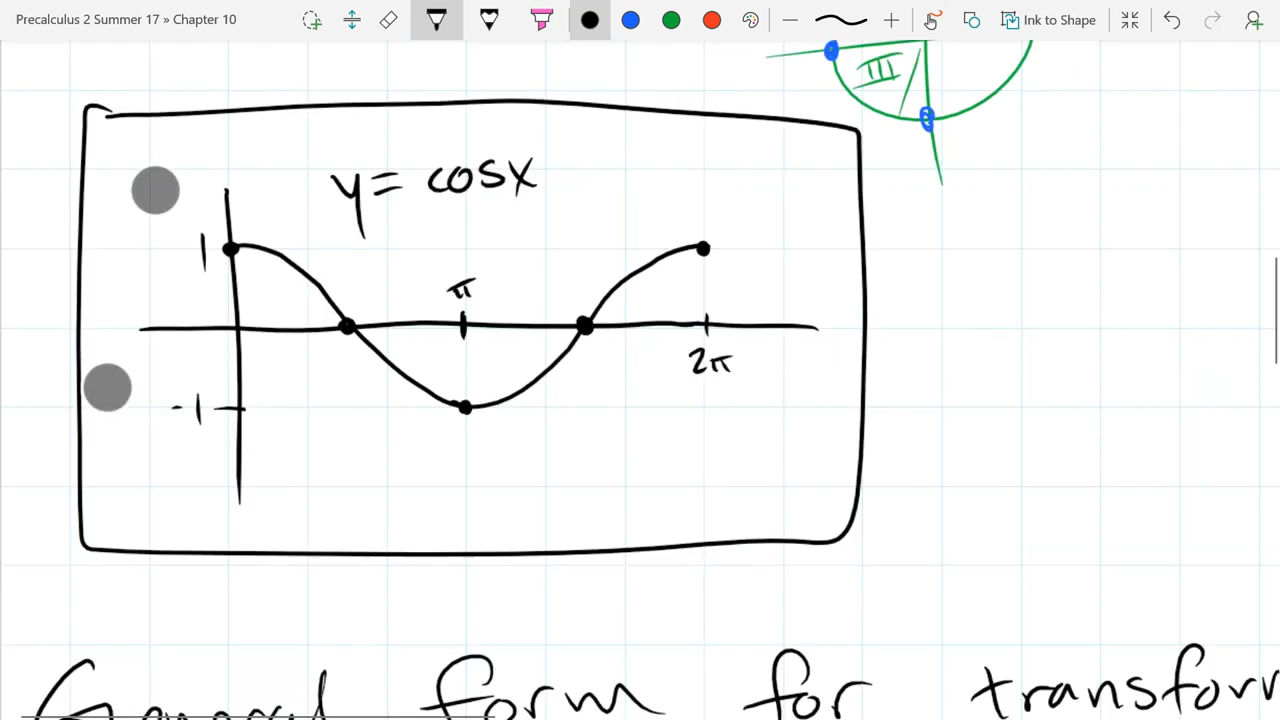 Precalculus 2 Summer 17 » Chapter 10
Ink to Shape
III
y = cosx
1
π
2π
-1
General form for transform